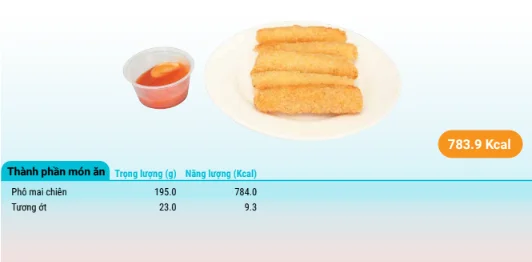 783.9 Kcal
Thành phần món ăn Trọng lượng (g) Năng lượng (Kcal)
Phô mai chiên 195.0 784.0
Tương ớt 23.0 9.3